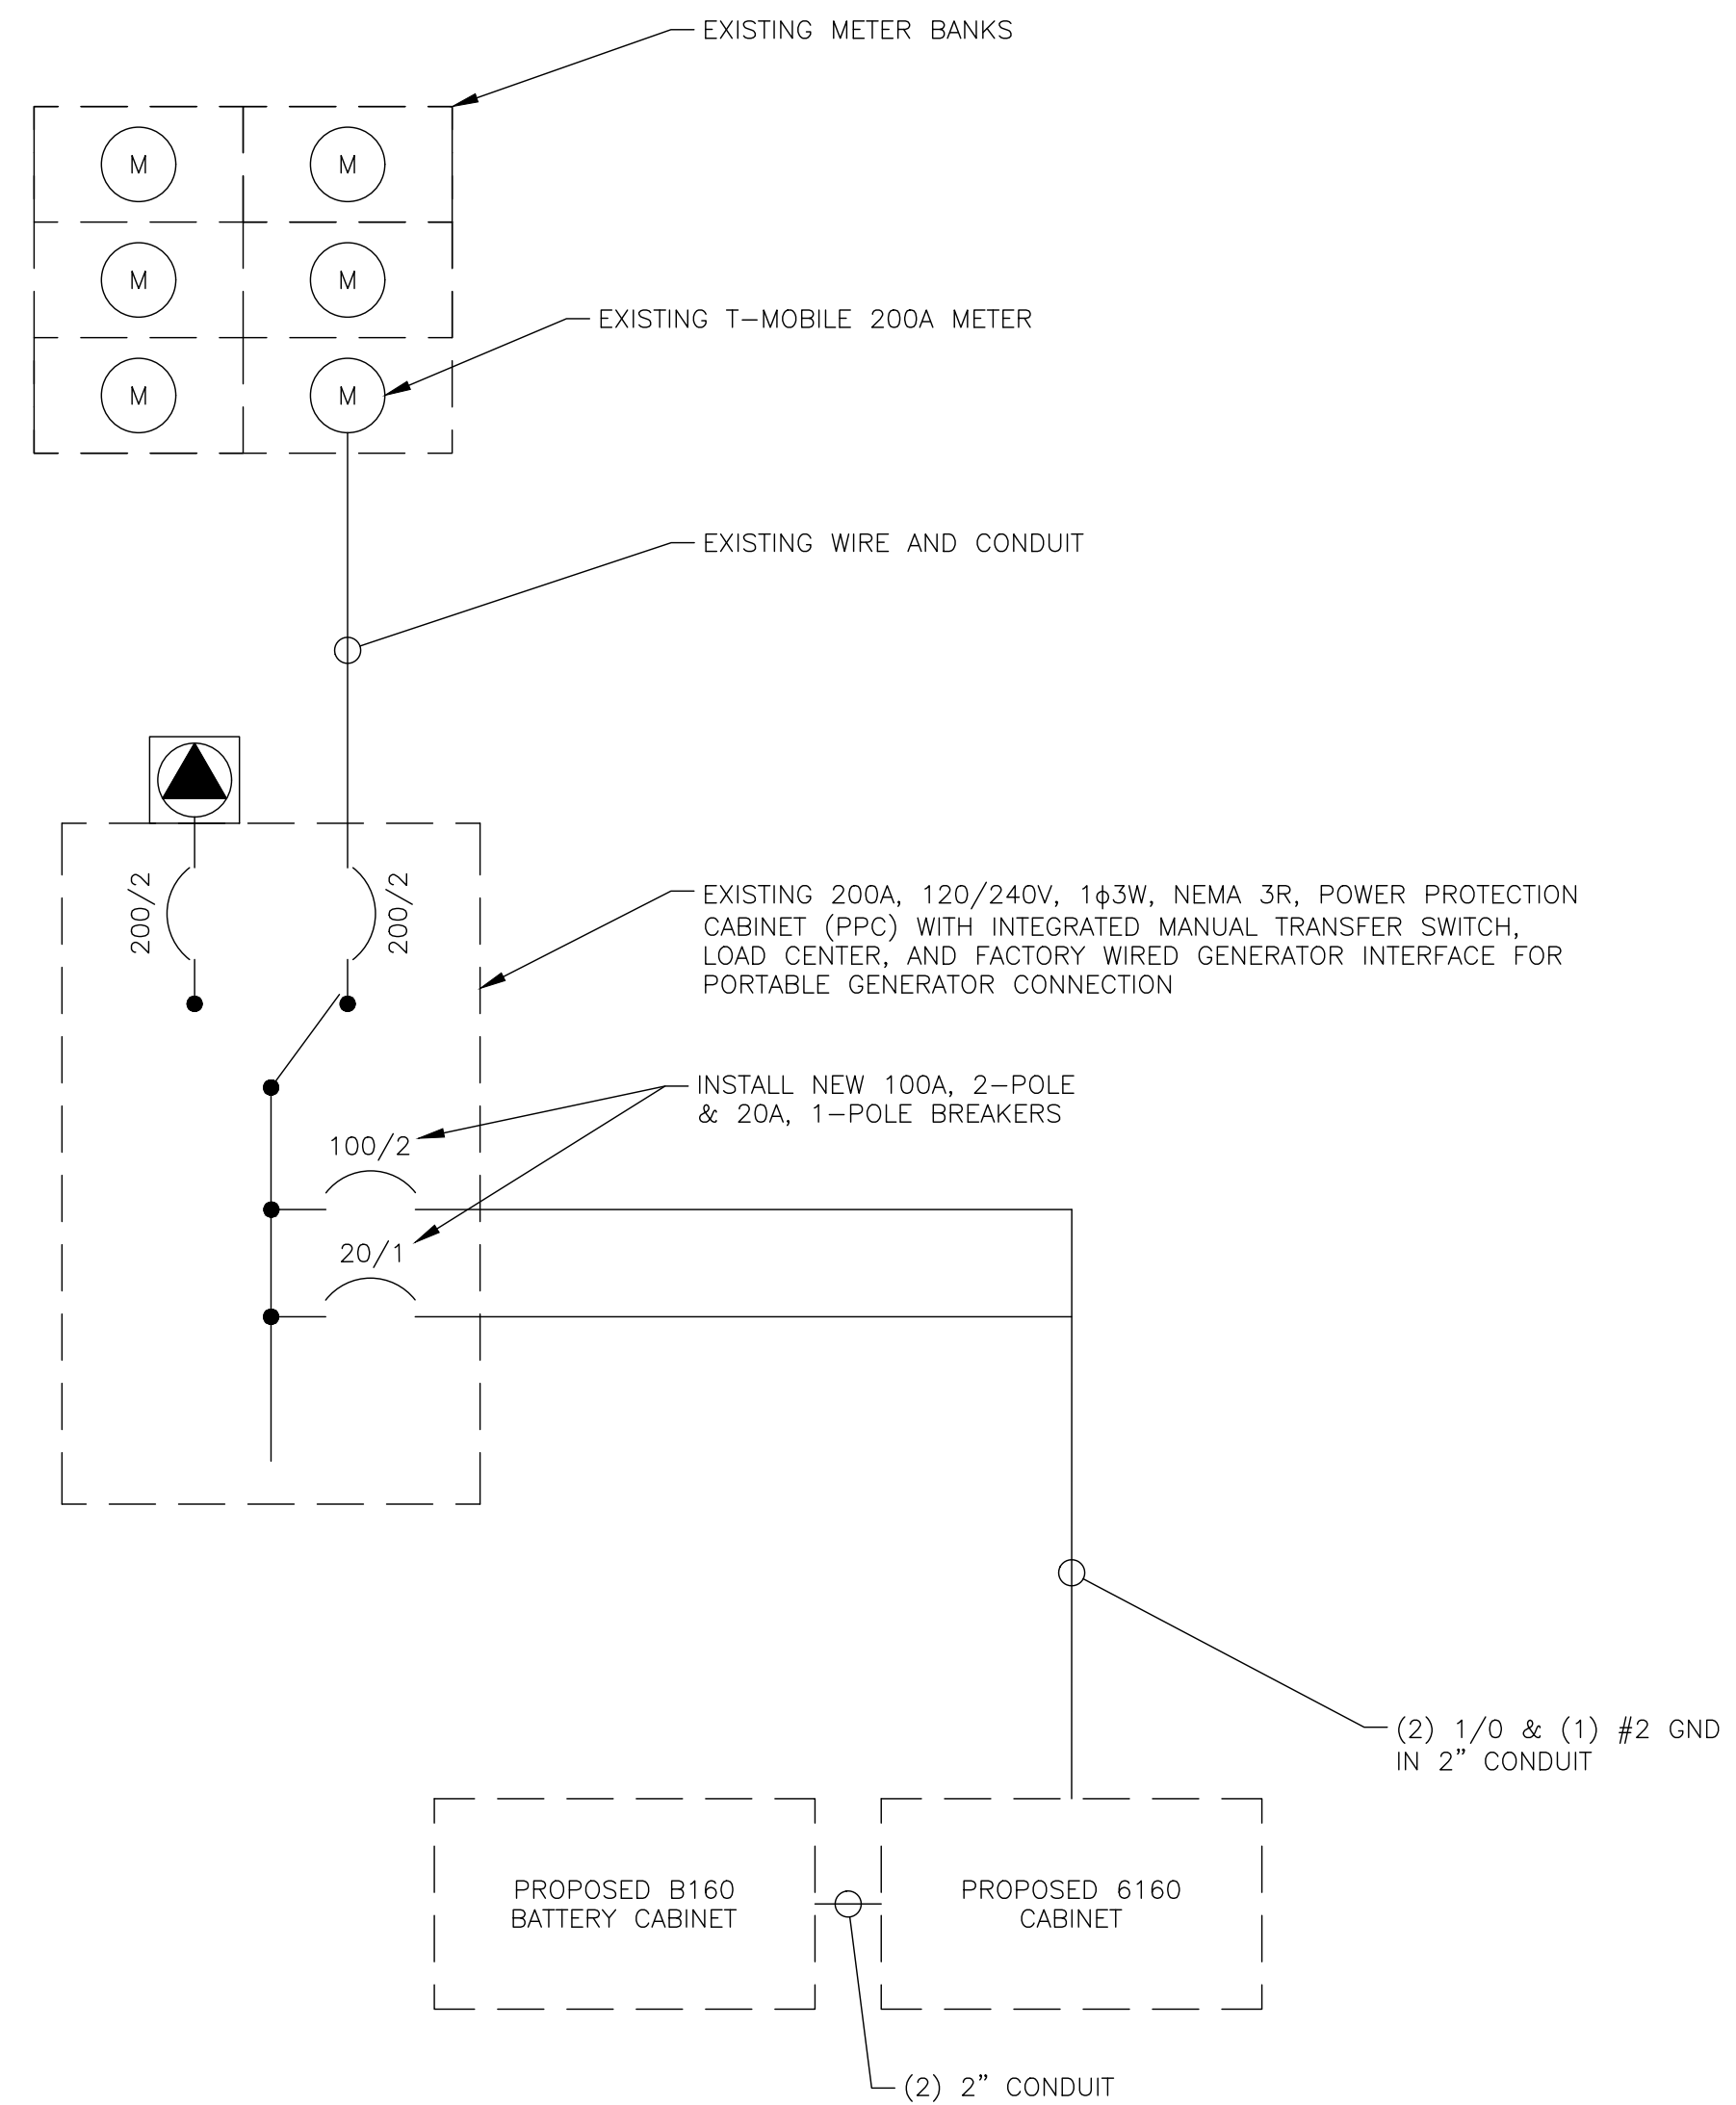 EXISTING METER BANKS
M
M
M
M
EXISTING T-MOBILE 200A METER
M
M
EXISTING WIRE AND CONDUIT
200/2
200/2
EXISTING 200A, 120/240V, 1ϕ3W, NEMA 3R, POWER PROTECTION
CABINET (PPC) WITH INTEGRATED MANUAL TRANSFER SWITCH,
LOAD CENTER, AND FACTORY WIRED GENERATOR INTERFACE FOR
PORTABLE GENERATOR CONNECTION
INSTALL NEW 100A, 2-POLE
& 20A, 1-POLE BREAKERS
100/2
20/1
(2) 1/0 & (1) #2 GND
IN 2" CONDUIT
PROPOSED B160
BATTERY CABINET
PROPOSED 6160
CABINET
(2) 2" CONDUIT